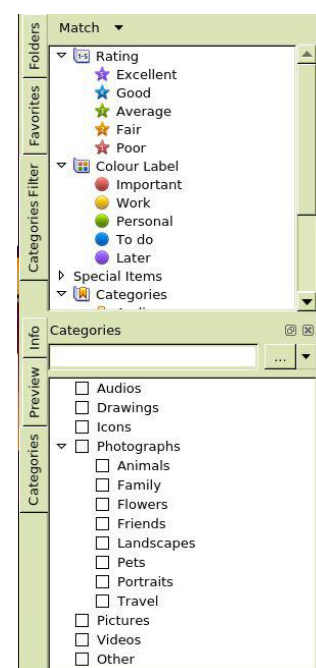 Folders
Favorites
Categories Filter
Match
1-5 Rating
Excellent
Good
Average
Fair
Poor
Colour Label
Important
Work
Personal
To do
Later
Special Items
Categories
Info
Preview
Categories
Categories
...
Audios
Drawings
Icons
Photographs
Animals
Family
Flowers
Friends
Landscapes
Pets
Portraits
Travel
Pictures
Videos
Other